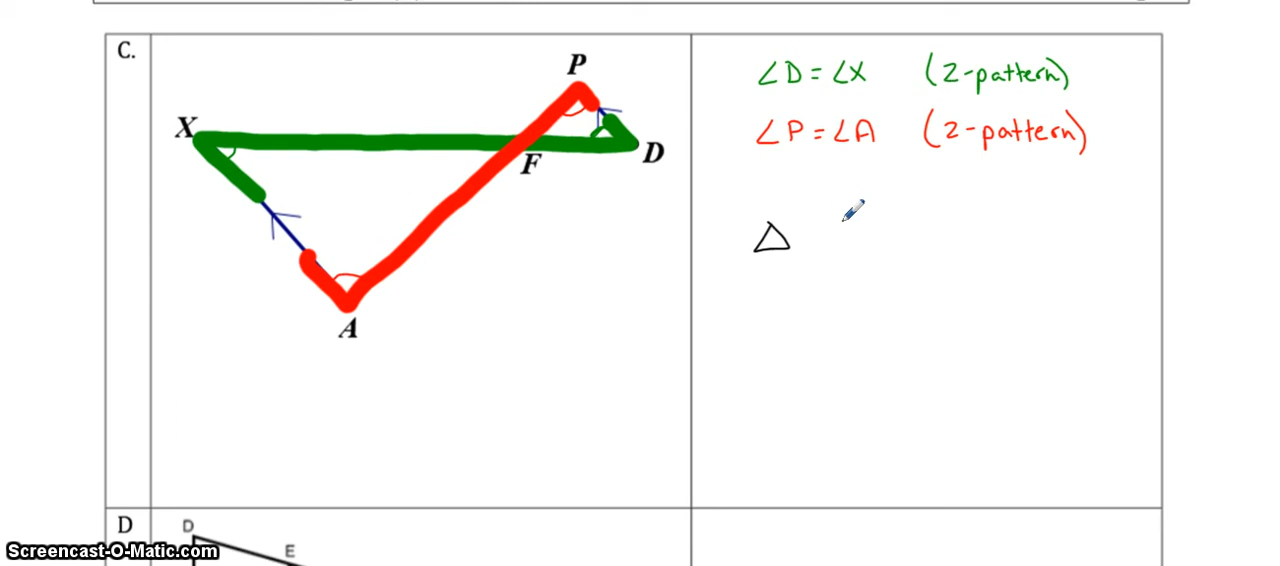 C.
P
X
F
D
A
∠D = ∠X (Z-pattern)
∠P = ∠A (Z-pattern)
△
D
D
E
Screencast-O-Matic.com